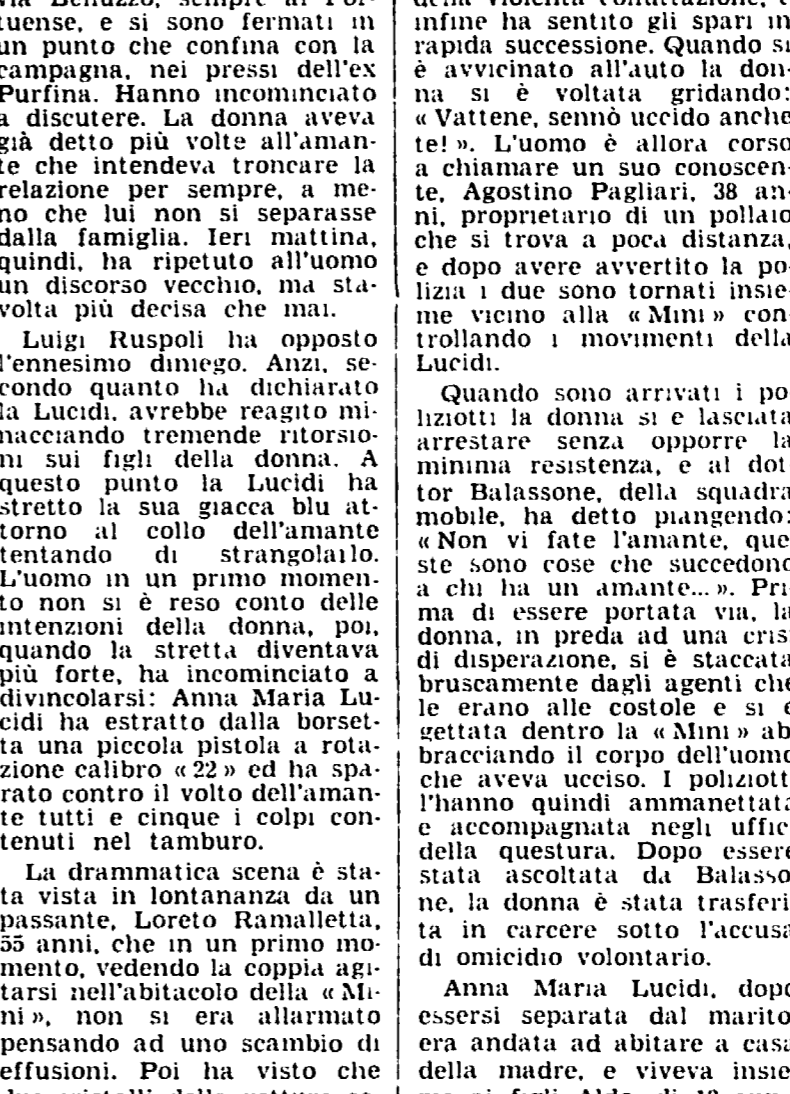 via Belluzzo, sempre al Por-
tuense, e si sono fermati in
un punto che confina con la
campagna, nei pressi dell'ex
Purfina. Hanno incominciato
a discutere. La donna aveva
già detto più volte all'aman-
te che intendeva troncare la
relazione per sempre, a me-
no che lui non si separasse
dalla famiglia. Ieri mattina,
quindi, ha ripetuto all'uomo
un discorso vecchio, ma sta-
volta più decisa che mai.
Luigi Ruspoli ha opposto
l'ennesimo diniego. Anzi, se-
condo quanto ha dichiarato
la Lucidi, avrebbe reagito mi-
nacciando tremende ritorsio-
ni sui figli della donna. A
questo punto la Lucidi ha
stretto la sua giacca blu at-
torno al collo dell'amante
tentando di strangolarlo.
L'uomo in un primo momen-
to non si è reso conto delle
intenzioni della donna, poi,
quando la stretta diventava
più forte, ha incominciato a
divincolarsi: Anna Maria Lu-
cidi ha estratto dalla borset-
ta una piccola pistola a rota-
zione calibro « 22 » ed ha spa-
rato contro il volto dell'aman-
te tutti e cinque i colpi con-
tenuti nel tamburo.
La drammatica scena è sta-
ta vista in lontananza da un
passante, Loreto Ramalletta,
55 anni, che in un primo mo-
mento, vedendo la coppia agi-
tarsi nell'abitacolo della « Mi-
ni », non si era allarmato
pensando ad uno scambio di
effusioni. Poi ha visto che
della violenta
infine ha sentito gli spari in
rapida successione. Quando si
è avvicinato all'auto la don-
na si è voltata gridando:
« Vattene, sennò uccido anche
te! ». L'uomo è allora corso
a chiamare un suo conoscen-
te, Agostino Pagliari, 38 an-
ni, proprietario di un pollaio
che si trova a poca distanza,
e dopo avere avvertito la po-
lizia i due sono tornati insie-
me vicino alla « Mini » con-
trollando i movimenti della
Lucidi.
Quando sono arrivati i po-
liziotti la donna si e lasciata
arrestare senza opporre la
minima resistenza, e al dot-
tor Balassone, della squadra
mobile, ha detto piangendo:
« Non vi fate l'amante, que-
ste sono cose che succedono
a chi ha un amante... ». Pri-
ma di essere portata via, la
donna, in preda ad una crisi
di disperazione, si è staccata
bruscamente dagli agenti che
le erano alle costole e si è
gettata dentro la « Mini » ab-
bracciando il corpo dell'uomo
che aveva ucciso. I poliziotti
l'hanno quindi ammanettata
e accompagnata negli uffici
della questura. Dopo essere
stata ascoltata da Balasso-
ne, la donna è stata trasferi-
ta in carcere sotto l'accusa
di omicidio volontario.
Anna Maria Lucidi, dopo
essersi separata dal marito
era andata ad abitare a casa
della madre, e viveva insie-